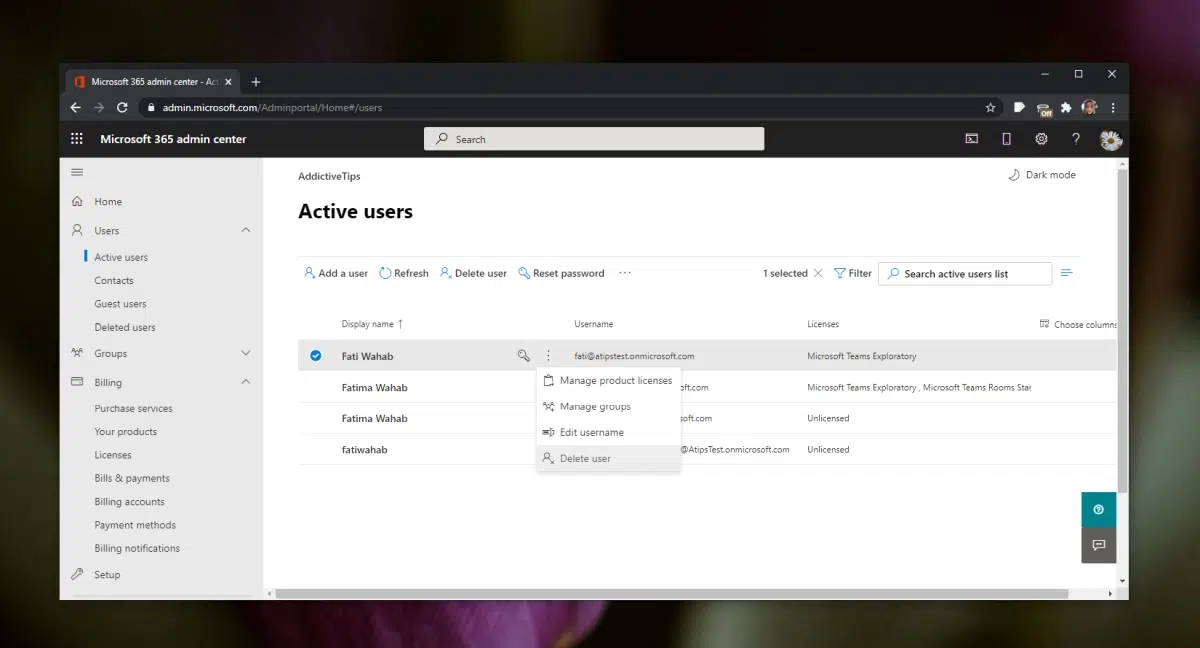 Microsoft 365 admin center - Act
admin.microsoft.com/Adminportal/Home#/users
Off
Microsoft 365 admin center
Search
?
AddictiveTips
Dark mode
Active users
Home
Users
Active users
Contacts
Guest users
Deleted users
Groups
Billing
Purchase services
Your products
Licenses
Bills & payments
Billing accounts
Payment methods
Billing notifications
Setup
Add a user
Refresh
Delete user
Reset password
1 selected
Filter
Search active users list
Display name ↑
Username
Licenses
Choose columns
Fati Wahab
fati@atipstest.onmicrosoft.com
Microsoft Teams Exploratory
Fatima Wahab
oft.com
Microsoft Teams Exploratory , Microsoft Teams Rooms Star
Fatima Wahab
soft.com
Unlicensed
fatiwahab
@AtipsTest.onmicrosoft.com
Unlicensed
Manage product licenses
Manage groups
Edit username
Delete user